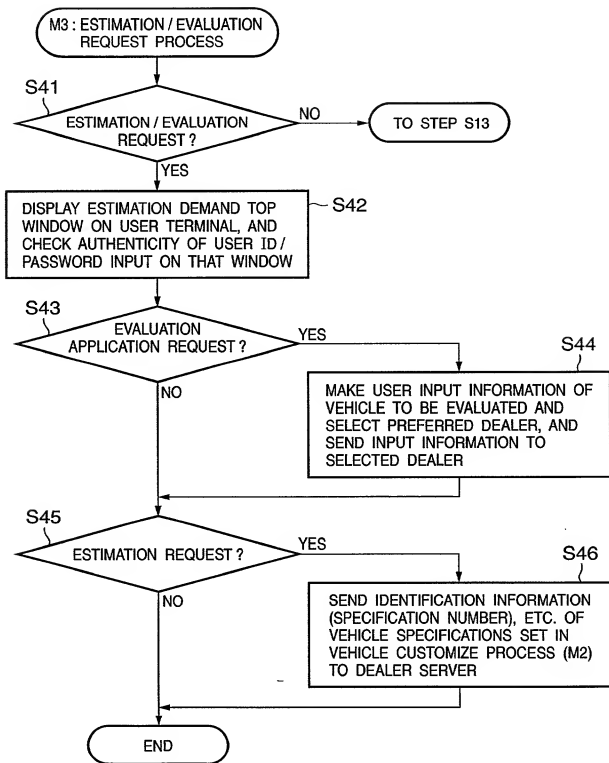 M3 : ESTIMATION / EVALUATION
REQUEST PROCESS
S41
ESTIMATION / EVALUATION
REQUEST ?
NO
TO STEP S13
YES
S42
DISPLAY ESTIMATION DEMAND TOP
WINDOW ON USER TERMINAL, AND
CHECK AUTHENTICITY OF USER ID /
PASSWORD INPUT ON THAT WINDOW
S43
EVALUATION
APPLICATION REQUEST ?
YES
NO
S44
MAKE USER INPUT INFORMATION OF
VEHICLE TO BE EVALUATED AND
SELECT PREFERRED DEALER, AND
SEND INPUT INFORMATION TO
SELECTED DEALER
S45
ESTIMATION REQUEST ?
YES
NO
S46
SEND IDENTIFICATION INFORMATION
(SPECIFICATION NUMBER), ETC. OF
VEHICLE SPECIFICATIONS SET IN
VEHICLE CUSTOMIZE PROCESS (M2)
TO DEALER SERVER
END